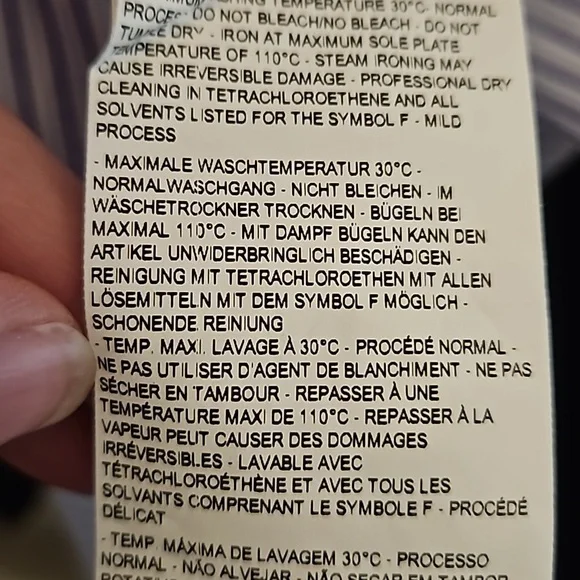 TEMPERATURE 30°C- NORMAL
PROCESS- DO NOT BLEACH/NO BLEACH - DO NOT
TUMBLE DRY - IRON AT MAXIMUM SOLE PLATE
TEMPERATURE OF 110°C - STEAM IRONING MAY
CAUSE IRREVERSIBLE DAMAGE - PROFESSIONAL DRY
CLEANING IN TETRACHLOROETHENE AND ALL
SOLVENTS LISTED FOR THE SYMBOL F - MILD
PROCESS
- MAXIMALE WASCHTEMPERATUR 30°C -
NORMALWASCHGANG - NICHT BLEICHEN - IM
WÄSCHETROCKNER TROCKNEN - BÜGELN BEI
MAXIMAL 110°C - MIT DAMPF BÜGELN KANN DEN
ARTIKEL UNWIDERBRINGLICH BESCHÄDIGEN -
REINIGUNG MIT TETRACHLOROETHEN MIT ALLEN
LÖSEMITTELN MIT DEM SYMBOL F MÖGLICH -
SCHONENDE REINIUNG
- TEMP. MAXI. LAVAGE À 30°C - PROCÉDÉ NORMAL -
NE PAS UTILISER D'AGENT DE BLANCHIMENT - NE PAS
SÉCHER EN TAMBOUR - REPASSER À UNE
TEMPÉRATURE MAXI DE 110°C - REPASSER À LA
VAPEUR PEUT CAUSER DES DOMMAGES
IRRÉVERSIBLES - LAVABLE AVEC
TÉTRACHLOROÉTHÈNE ET AVEC TOUS LES
SOLVANTS COMPRENANT LE SYMBOLE F - PROCÉDÉ
DÉLICAT
- TEMP. MÁXIMA DE LAVAGEM 30°C - PROCESSO
NORMAL - NÃO ALVEJAR - NÃO SECAR EM TAMBOR